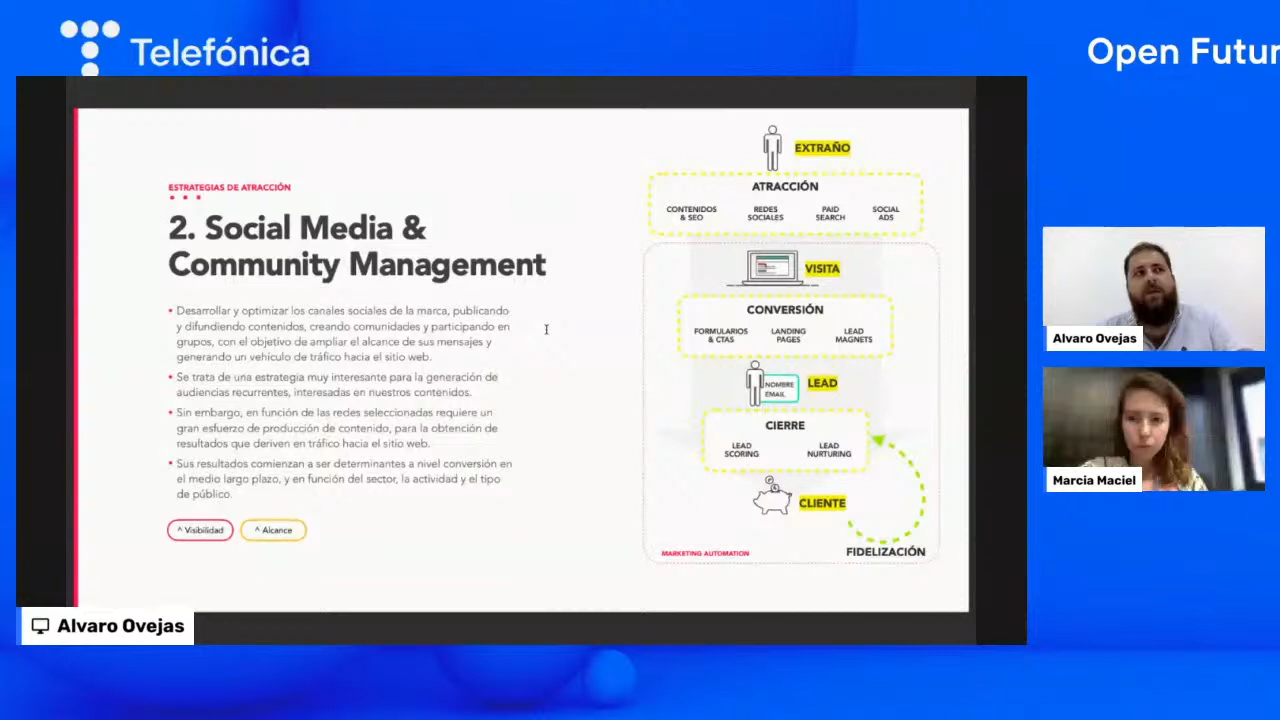 Telefónica
Open Futur
ESTRATEGIAS DE ATRACCIÓN
2. Social Media &
Community Management
• Desarrollar y optimizar los canales sociales de la marca, publicando
y difundiendo contenidos, creando comunidades y participando en
grupos, con el objetivo de ampliar el alcance de sus mensajes y
generando un vehículo de tráfico hacia el sitio web.
• Se trata de una estrategia muy interesante para la generación de
audiencias recurrentes, interesadas en nuestros contenidos.
• Sin embargo, en función de las redes seleccionadas requiere un
gran esfuerzo de producción de contenido, para la obtención de
resultados que deriven en tráfico hacia el sitio web.
• Sus resultados comienzan a ser determinantes a nivel conversión en
el medio largo plazo, y en función del sector, la actividad y el tipo
de público.
^ Visibilidad
^ Alcance
EXTRAÑO
ATRACCIÓN
CONTENIDOS
& SEO
REDES
SOCIALES
PAID
SEARCH
SOCIAL
ADS
VISITA
CONVERSIÓN
FORMULARIOS
& CTAS
LANDING
PAGES
LEAD
MAGNETS
NOMBRE
EMAIL
LEAD
CIERRE
LEAD
SCORING
LEAD
NURTURING
CLIENTE
MARKETING AUTOMATION
FIDELIZACIÓN
Alvaro Ovejas
Marcia Maciel
Alvaro Ovejas